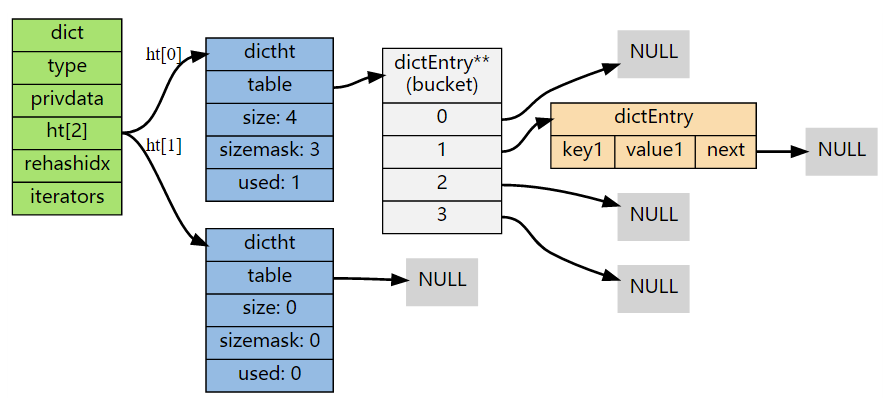 dict
type
privdata
ht[2]
rehashidx
iterators
ht[0]
ht[1]
dictht
table
size: 4
sizemask: 3
used: 1
dictht
table
size: 0
sizemask: 0
used: 0
NULL
dictEntry**
(bucket)
0
1
2
3
NULL
dictEntry
key1 value1 next
NULL
NULL
NULL